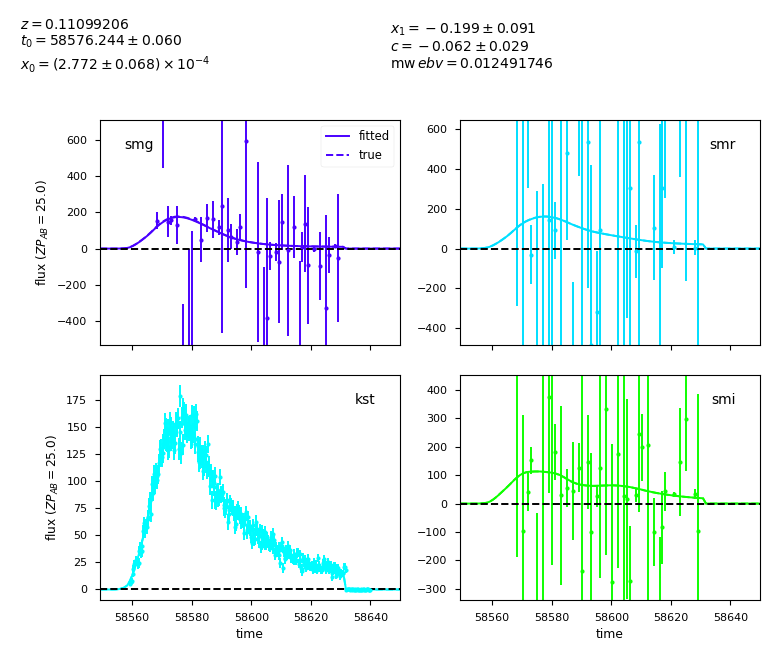 z = 0.11099206
t₀ = 58576.244 ± 0.060
x₀ = (2.772 ± 0.068) × 10⁻⁴
x₁ = −0.199 ± 0.091
c = −0.062 ± 0.029
mw ebv = 0.012491746
600
400
200
0
−200
−400
flux (ZP_AB = 25.0)
smg
fitted
true
600
400
200
0
−200
−400
smr
175
150
125
100
75
50
25
0
flux (ZP_AB = 25.0)
kst
58560 58580 58600 58620 58640
time
400
300
200
100
0
−100
−200
−300
smi
58560 58580 58600 58620 58640
time